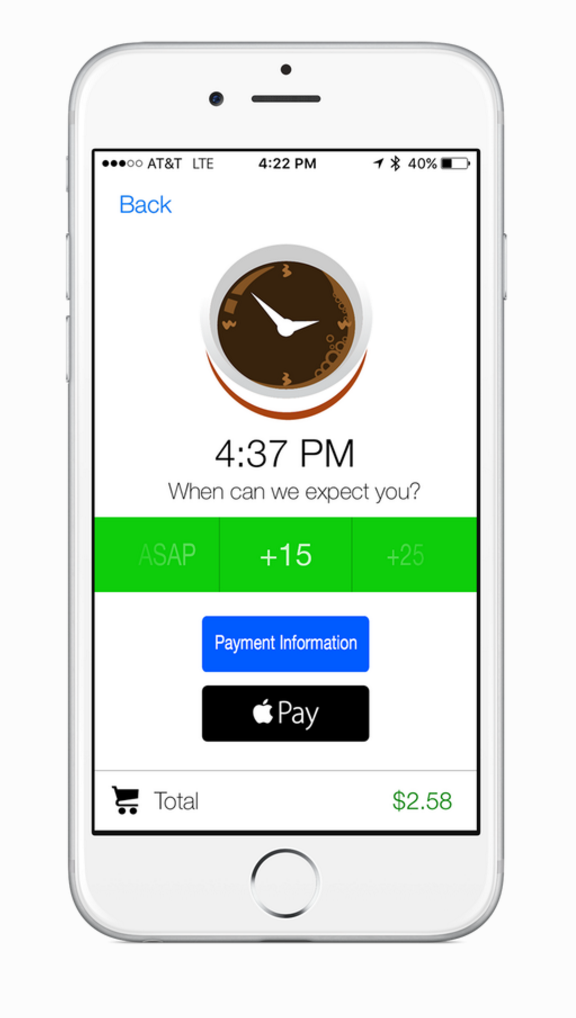 AT&T LTE 4:22 PM 40%
Back
4:37 PM
When can we expect you?
ASAP +15 +25
Payment Information
Pay
Total $2.58